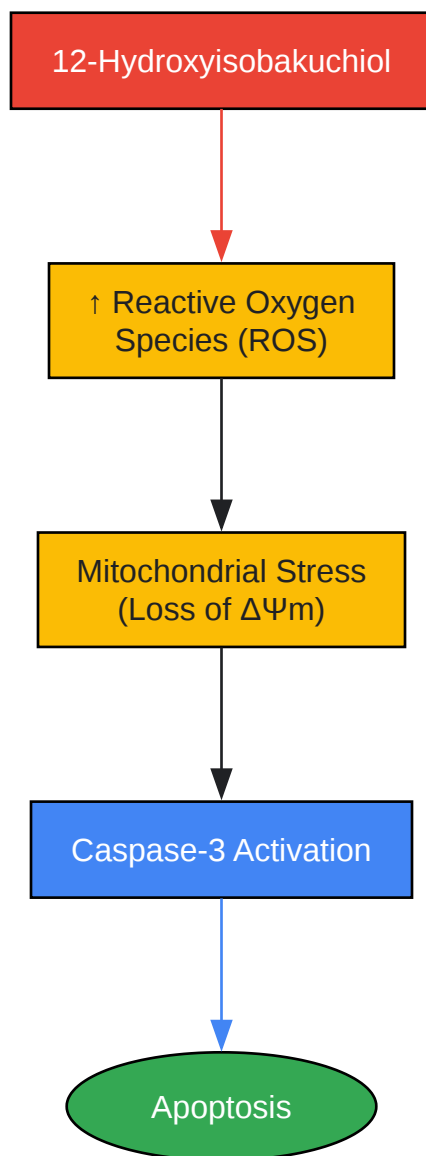 12-Hydroxyisobakuchiol
↑ Reactive Oxygen
Species (ROS)
Mitochondrial Stress
(Loss of ΔΨm)
Caspase-3 Activation
Apoptosis